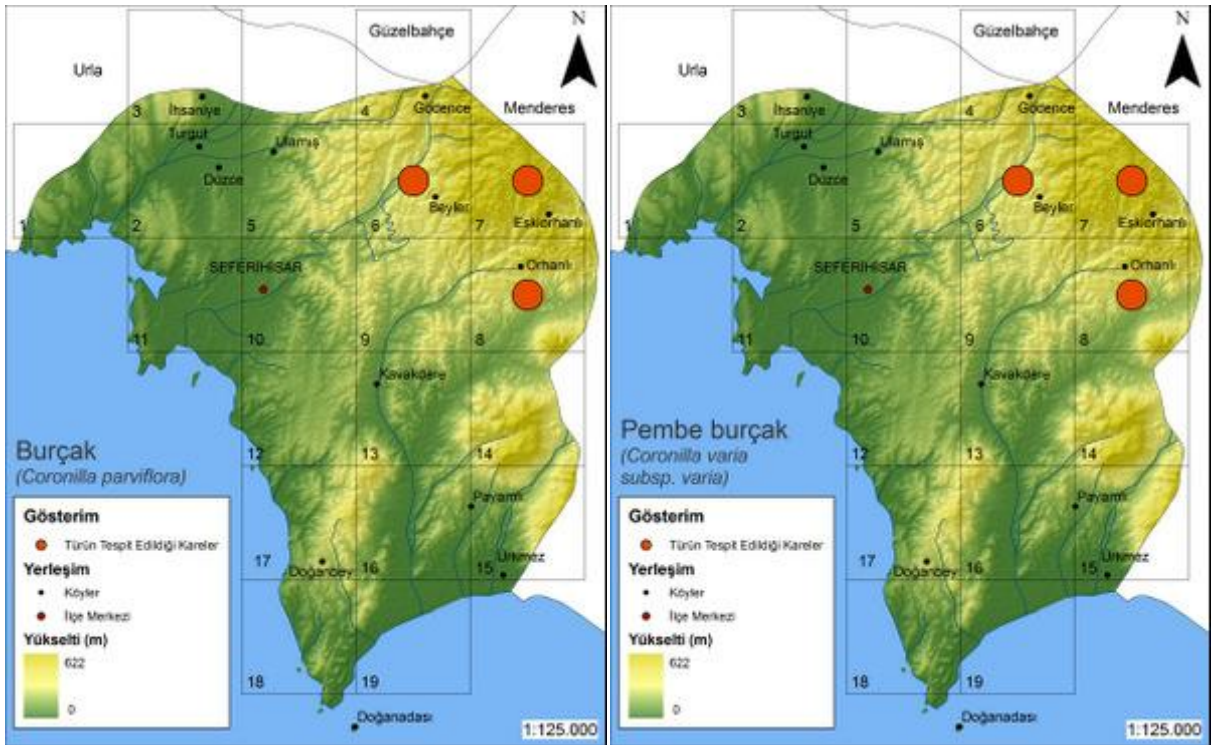 Güzelbahçe
N
Urla
3
4
Gödence
Menderes
İhsaniye
Turgut
Ulamış
Düzce
Beyler
Eskiorhanlı
1
2
5
6
7
SEFERİHİSAR
Orhanlı
11
10
9
8
Kavakdere
Burçak
(Coronilla parviflora)
12
13
14
Payamlı
Gösterim
Türün Tespit Edildiği Kareler
Yerleşim
Köyler
İlçe Merkezi
Yükselti (m)
622
0
17
Doğanbey
16
15
Ürkmez
18
19
Doğanadası
1:125.000
Güzelbahçe
N
Urla
3
4
Gödence
Menderes
İhsaniye
Turgut
Ulamış
Düzce
Beyler
Eskiorhanlı
1
2
5
6
7
SEFERİHİSAR
Orhanlı
11
10
9
8
Kavakdere
Pembe burçak
(Coronilla varia
subsp. varia)
12
13
14
Payamlı
Gösterim
Türün Tespit Edildiği Kareler
Yerleşim
Köyler
İlçe Merkezi
Yükselti (m)
622
0
17
Doğanbey
16
15
Ürkmez
18
19
Doğanadası
1:125.000